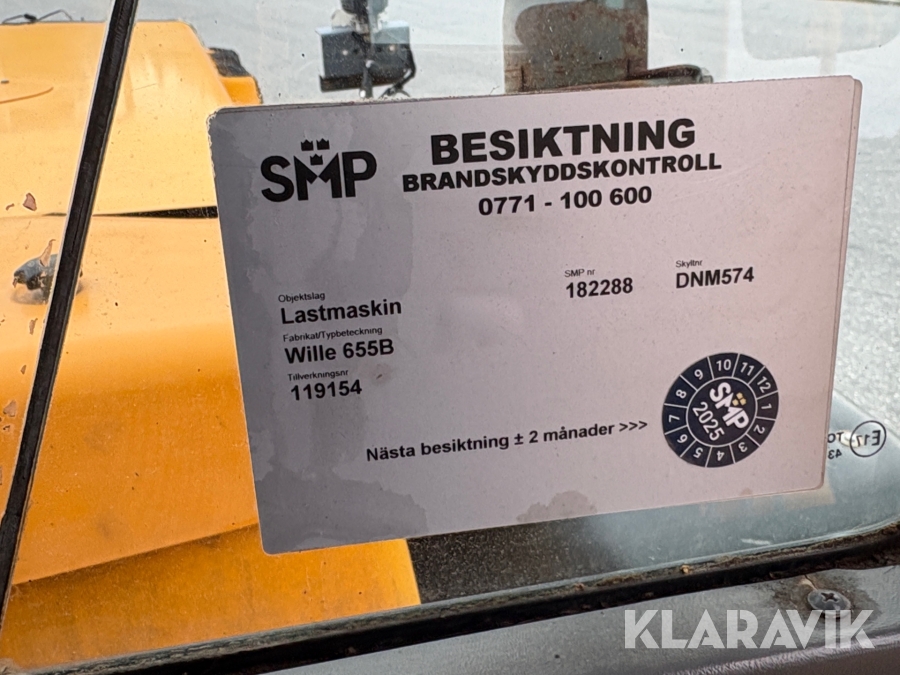 SMP
BESIKTNING
BRANDSKYDDSKONTROLL
0771 - 100 600
Objektslag
Lastmaskin
SMP nr
182288
Skyltnr
DNM574
Fabrikat/Typbeteckning
Wille 655B
Tillverkningsnr
119154
Nästa besiktning ± 2 månader >>>
1 2 3 4 5 6 7 8 9 10 11 12
SMP
2025
E17
43
KLARAVIK